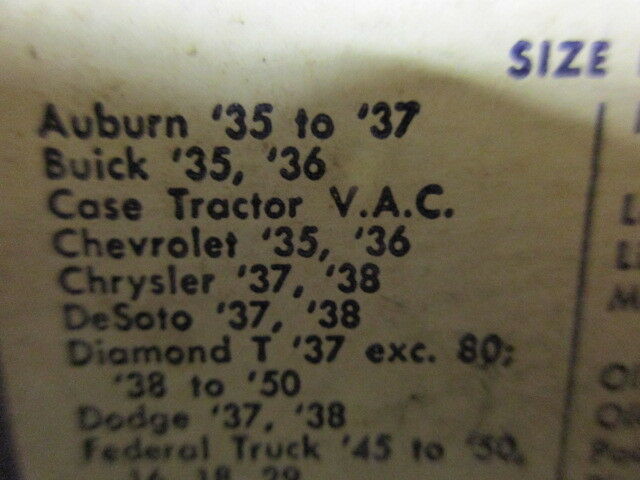 SIZE
Auburn '35 to '37
Buick '35, '36
Case Tractor V.A.C.
Chevrolet '35, '36
Chrysler '37, '38
DeSoto '37, '38
Diamond T '37 exc. 80;
'38 to '50
Dodge '37, '38
Federal Truck '45 to '50,